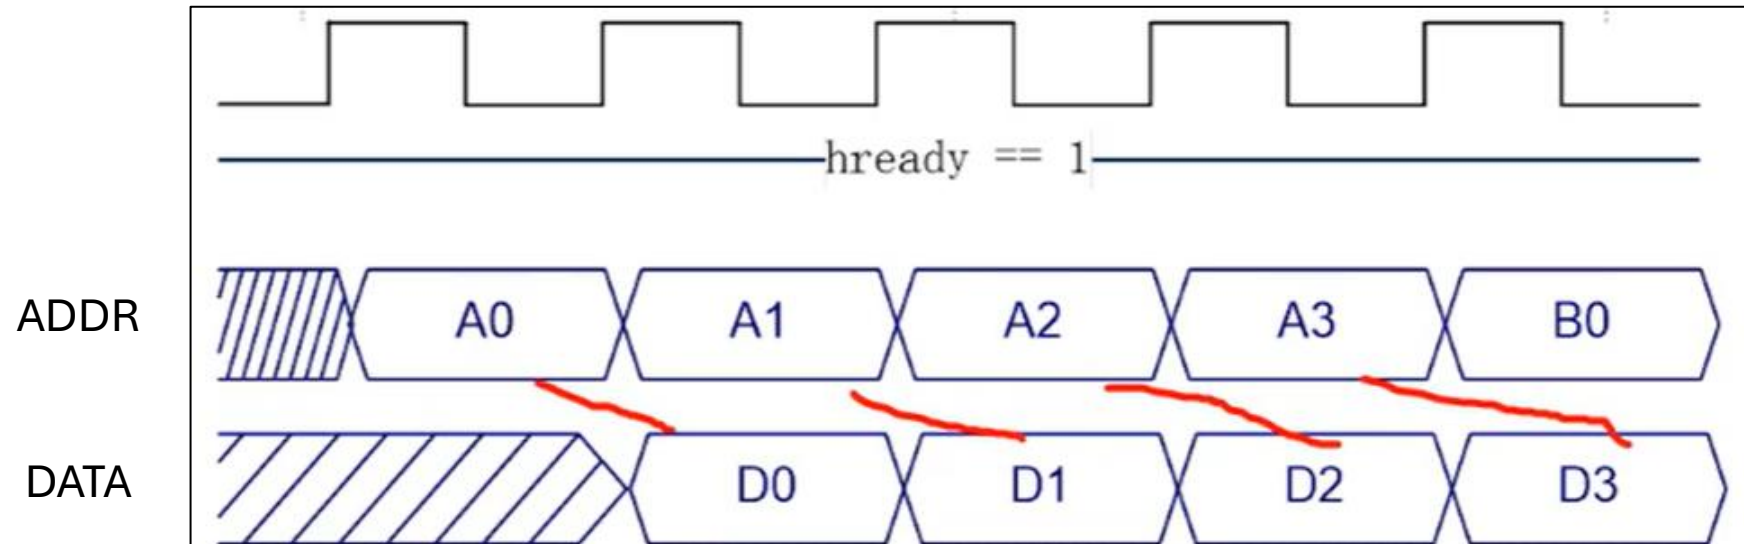 hready == 1
ADDR A0 A1 A2 A3 B0
DATA D0 D1 D2 D3